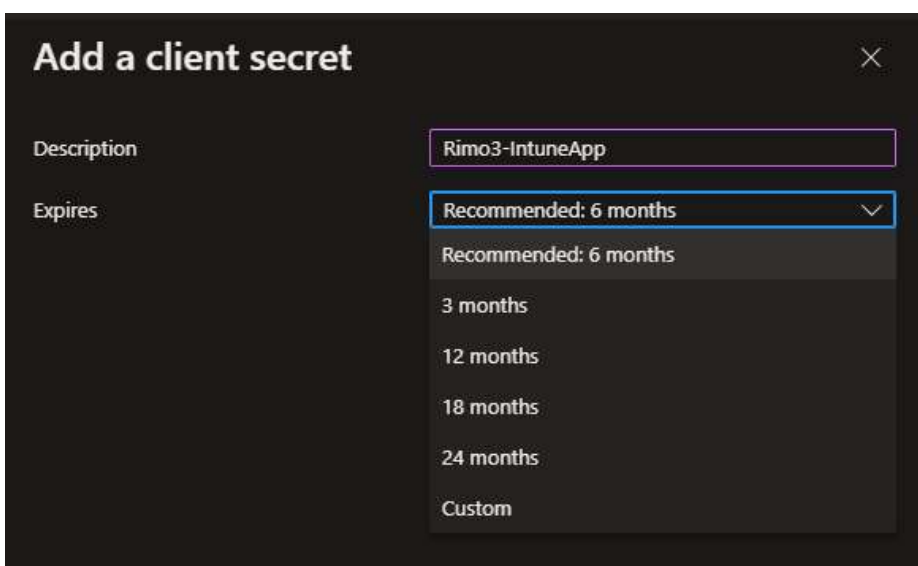 Add a client secret
Description
Rimo3-IntuneApp
Expires
Recommended: 6 months
Recommended: 6 months
3 months
12 months
18 months
24 months
Custom